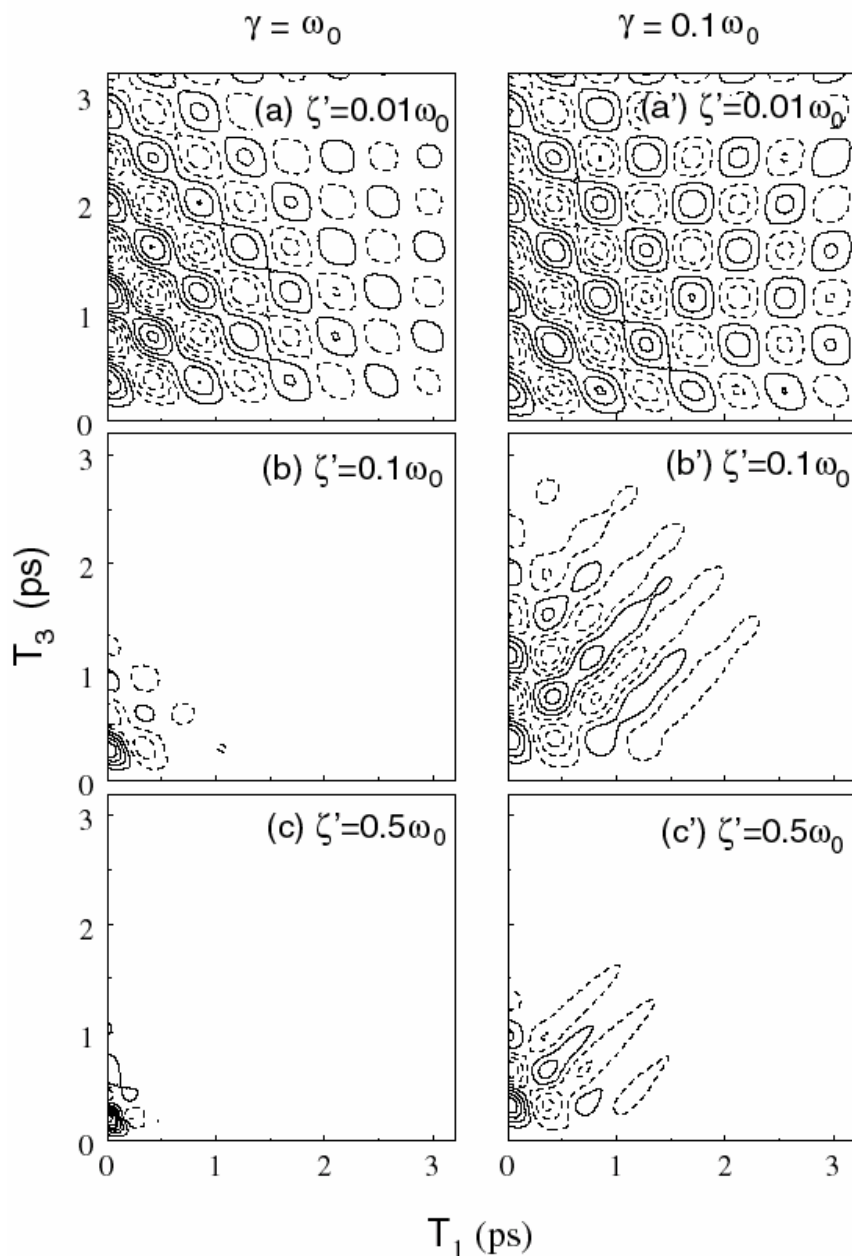 γ = ω₀ γ = 0.1ω₀
(a) ζ'=0.01ω₀ (a') ζ'=0.01ω₀
3
2
1
0
(b) ζ'=0.1ω₀ (b') ζ'=0.1ω₀
3
2
1
0
T₃ (ps)
(c) ζ'=0.5ω₀ (c') ζ'=0.5ω₀
3
2
1
0
0 1 2 3 0 1 2 3
T₁ (ps)